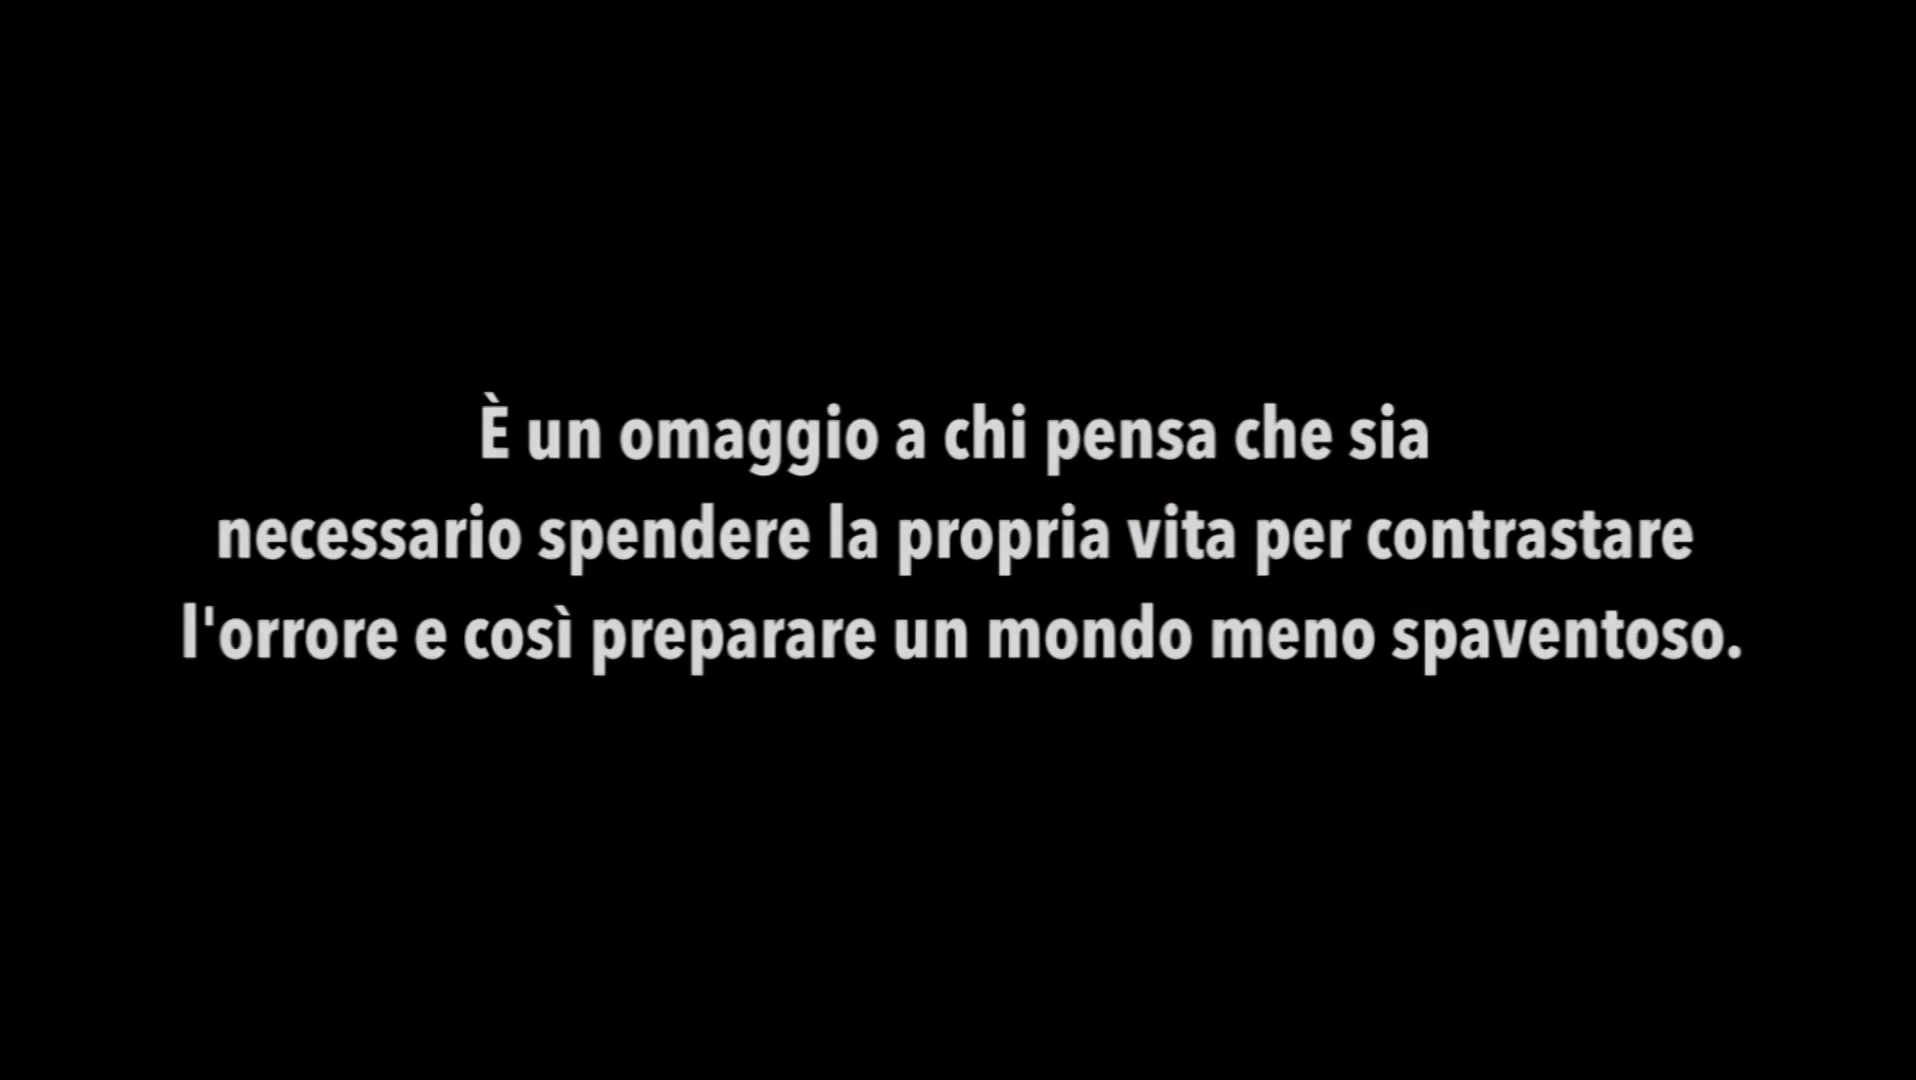 È un omaggio a chi pensa che sia
necessario spendere la propria vita per contrastare
l'orrore e così preparare un mondo meno spaventoso.